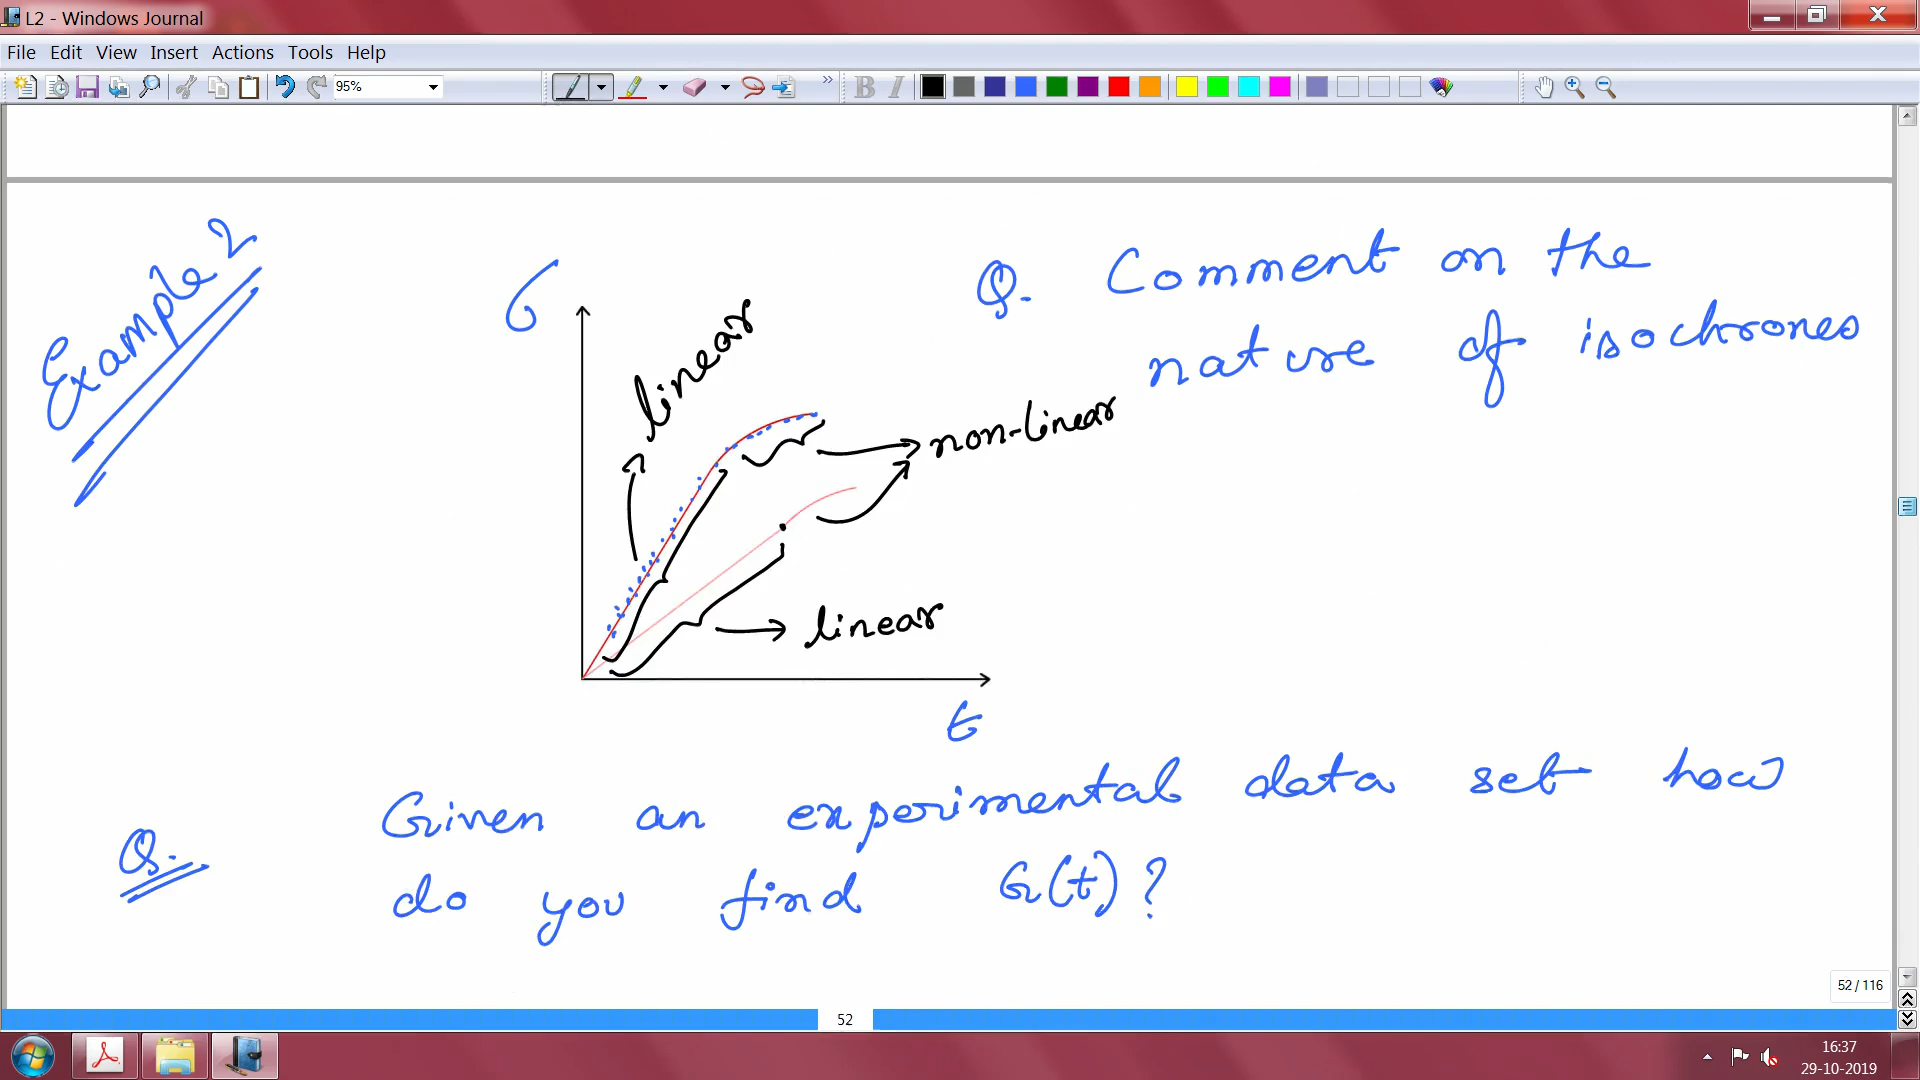 L2 - Windows Journal
File Edit View Insert Actions Tools Help
95%
B I
Example 2
σ
Q. Comment on the
nature of isochrones
linear
non-linear
linear
t
Q. Given an experimental data set how
do you find G(t)?
52 / 116
52
16:37
29-10-2019